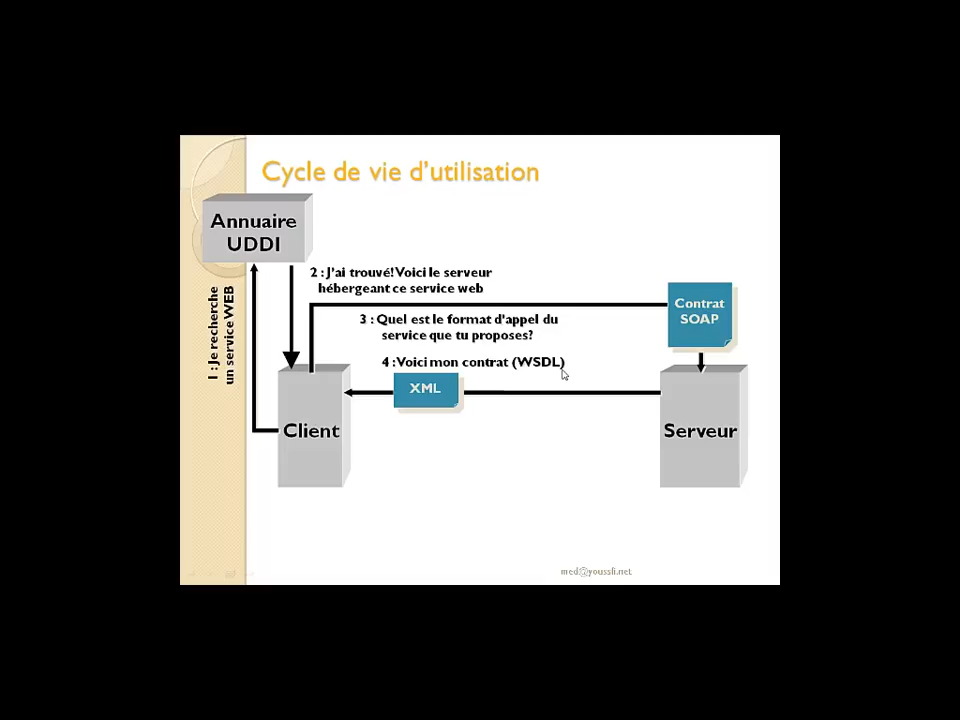 Cycle de vie d'utilisation
Annuaire
UDDI
2 : J'ai trouvé! Voici le serveur
hébergeant ce service web
1 : Je recherche
un service WEB
3 : Quel est le format d'appel du
service que tu proposes?
Contrat
SOAP
4 : Voici mon contrat (WSDL)
XML
Client
Serveur
med@youssfi.net